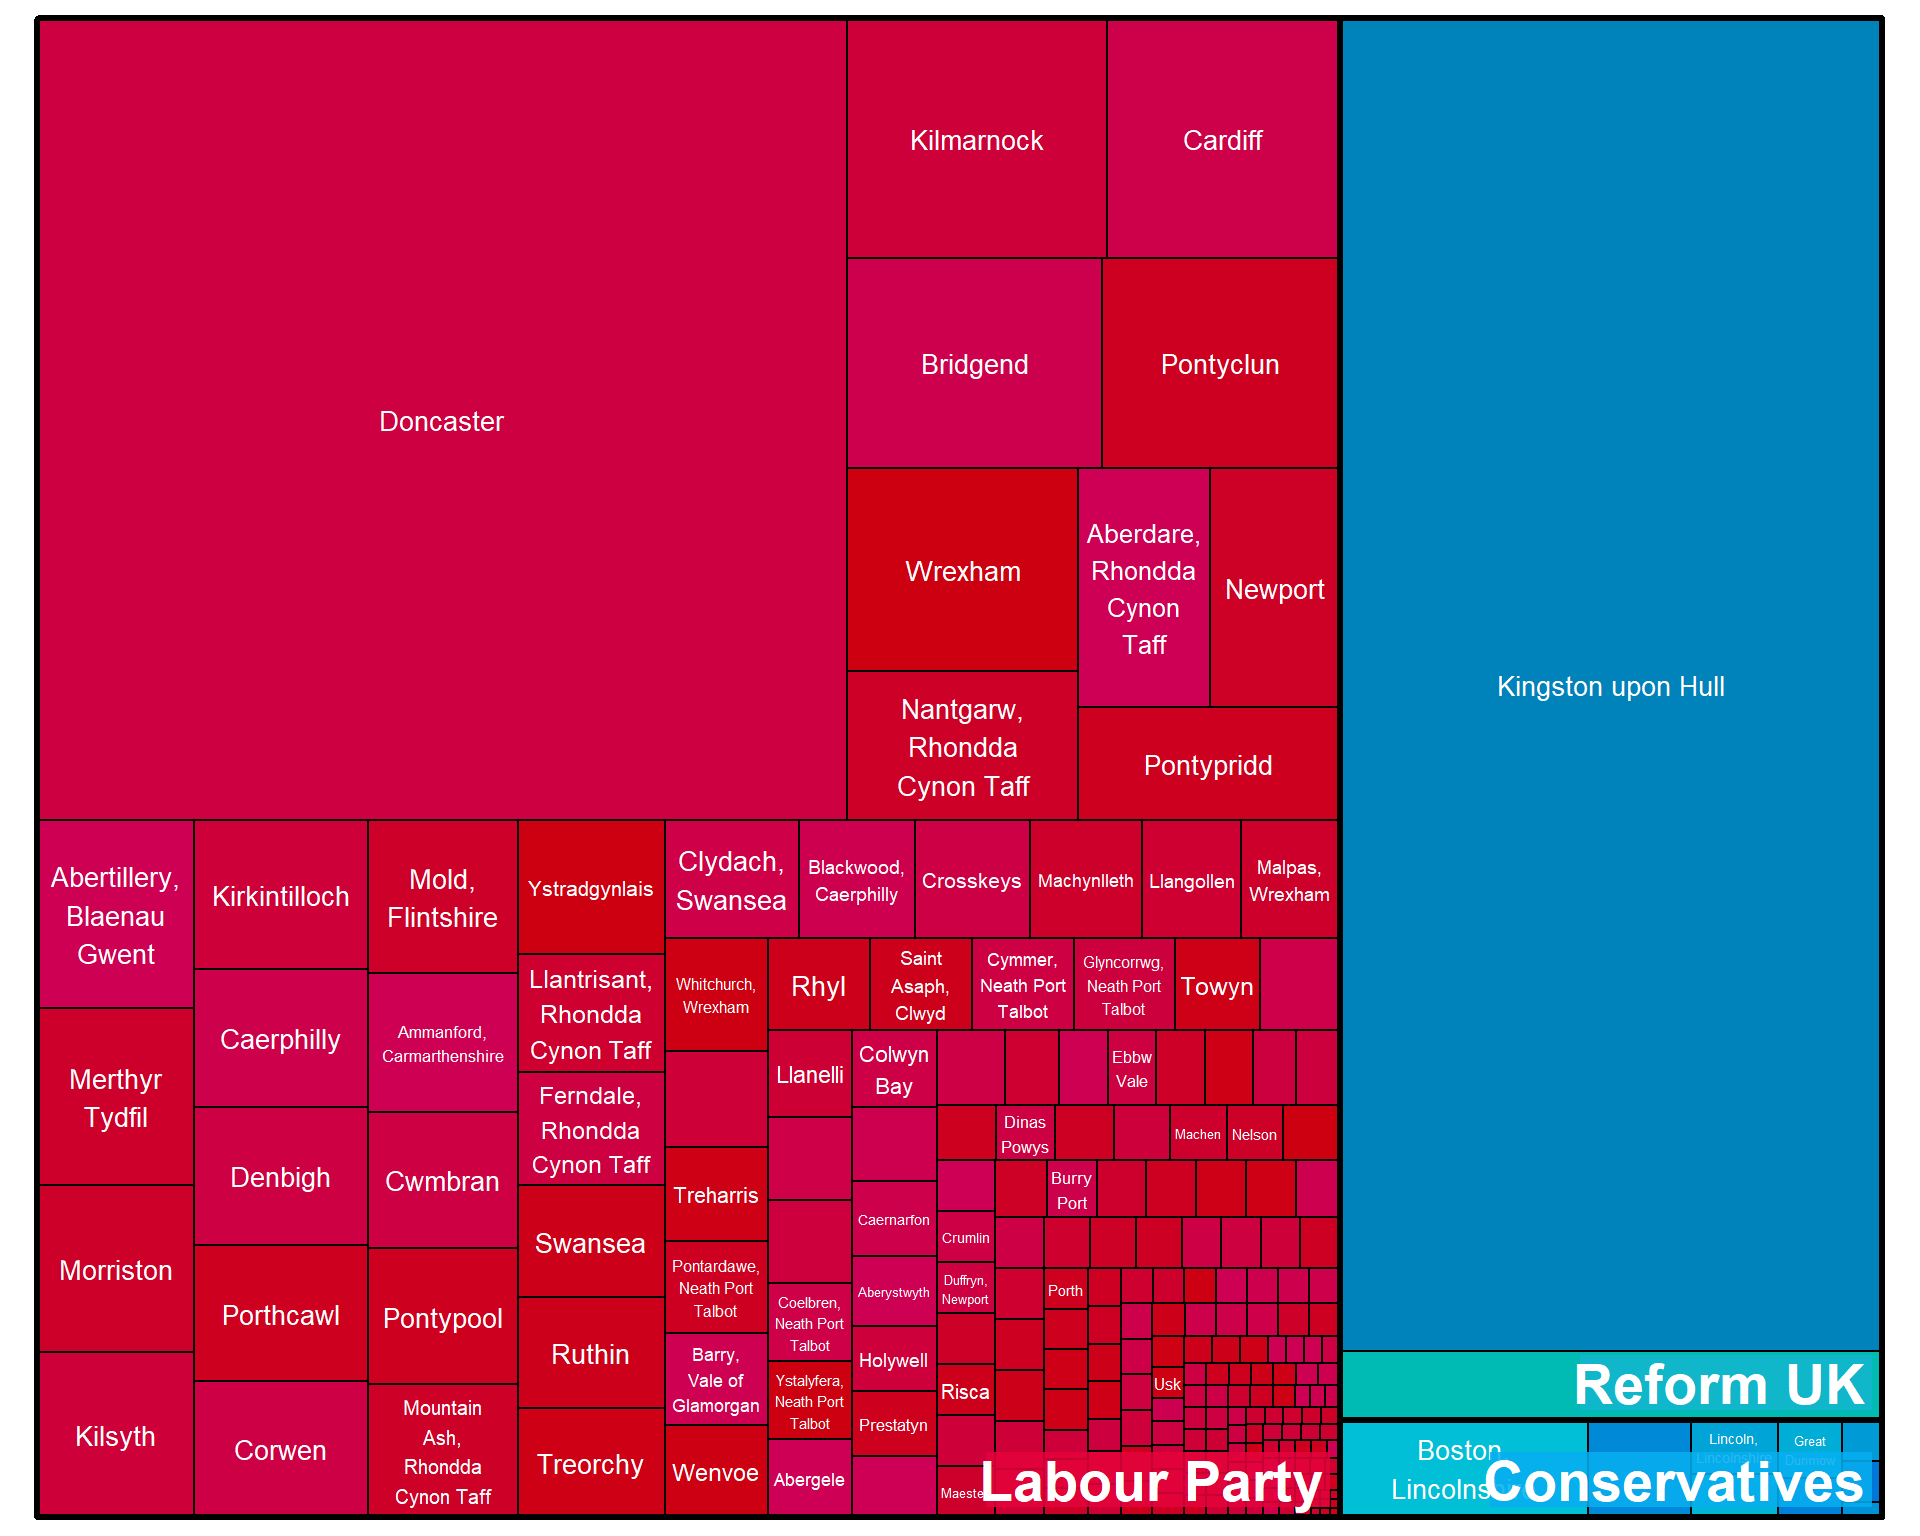 Doncaster
Kilmarnock
Cardiff
Bridgend
Pontyclun
Wrexham
Aberdare,
Rhondda
Cynon
Taff
Newport
Nantgarw,
Rhondda
Cynon Taff
Pontypridd
Abertillery,
Blaenau
Gwent
Merthyr
Tydfil
Morriston
Kilsyth
Kirkintilloch
Caerphilly
Denbigh
Porthcawl
Corwen
Mold,
Flintshire
Ammanford,
Carmarthenshire
Cwmbran
Pontypool
Mountain
Ash,
Rhondda
Cynon Taff
Ystradgynlais
Llantrisant,
Rhondda
Cynon Taff
Ferndale,
Rhondda
Cynon Taff
Swansea
Ruthin
Treorchy
Clydach,
Swansea
Blackwood,
Caerphilly
Crosskeys
Machynlleth
Llangollen
Malpas,
Wrexham
Whitchurch,
Wrexham
Rhyl
Saint
Asaph,
Clwyd
Cymmer,
Neath Port
Talbot
Glyncorrwg,
Neath Port
Talbot
Towyn
Treharris
Pontardawe,
Neath Port
Talbot
Barry,
Vale of
Glamorgan
Wenvoe
Llanelli
Coelbren,
Neath Port
Talbot
Ystalyfera,
Neath Port
Talbot
Abergele
Colwyn
Bay
Caernarfon
Aberystwyth
Holywell
Prestatyn
Ebbw
Vale
Dinas
Powys
Machen
Nelson
Burry
Port
Crumlin
Duffryn,
Newport
Porth
Risca
Usk
Labour Party
Kingston upon Hull
Reform UK
Boston
Lincoln,
Lincolnshire
Great
Dunmow
Conservatives